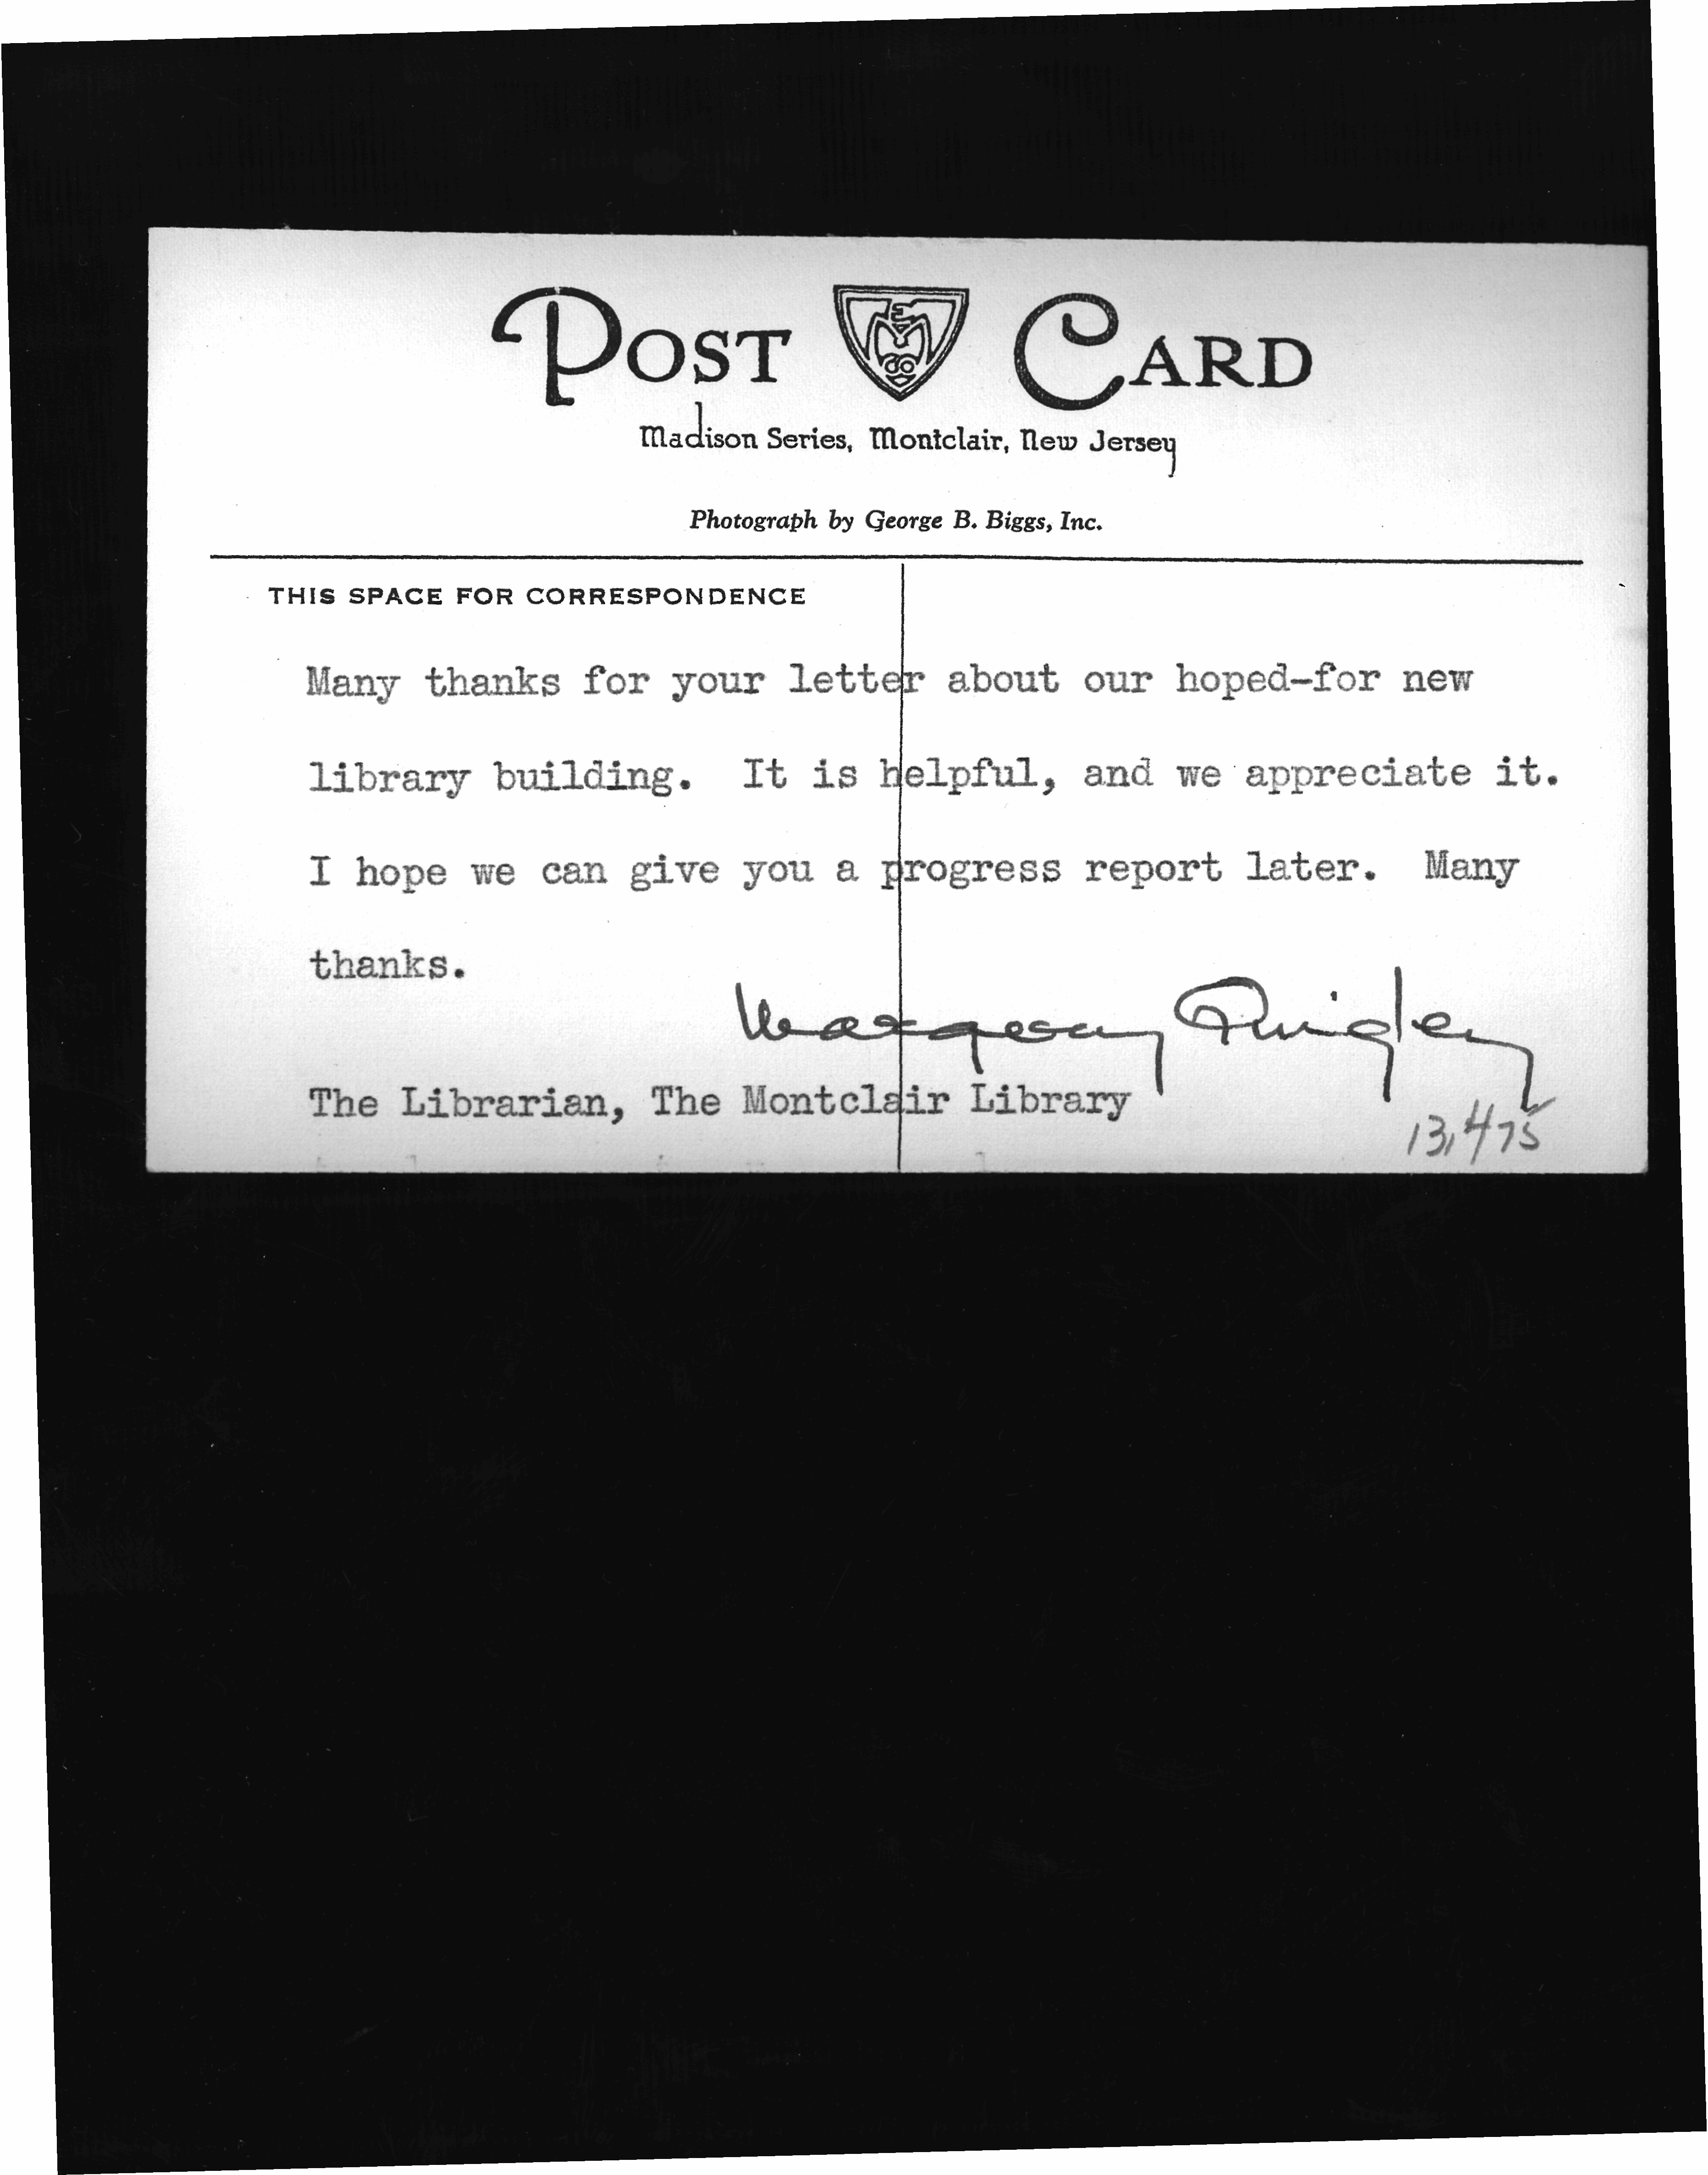 POST CARD
Madison Series, Montclair, New Jersey
Photograph by George B. Biggs, Inc.
THIS SPACE FOR CORRESPONDENCE
Many thanks for your letter about our hoped-for new
library building. It is helpful, and we appreciate it.
I hope we can give you a progress report later. Many
thanks.
Margery Quigley
The Librarian, The Montclair Library
13,475